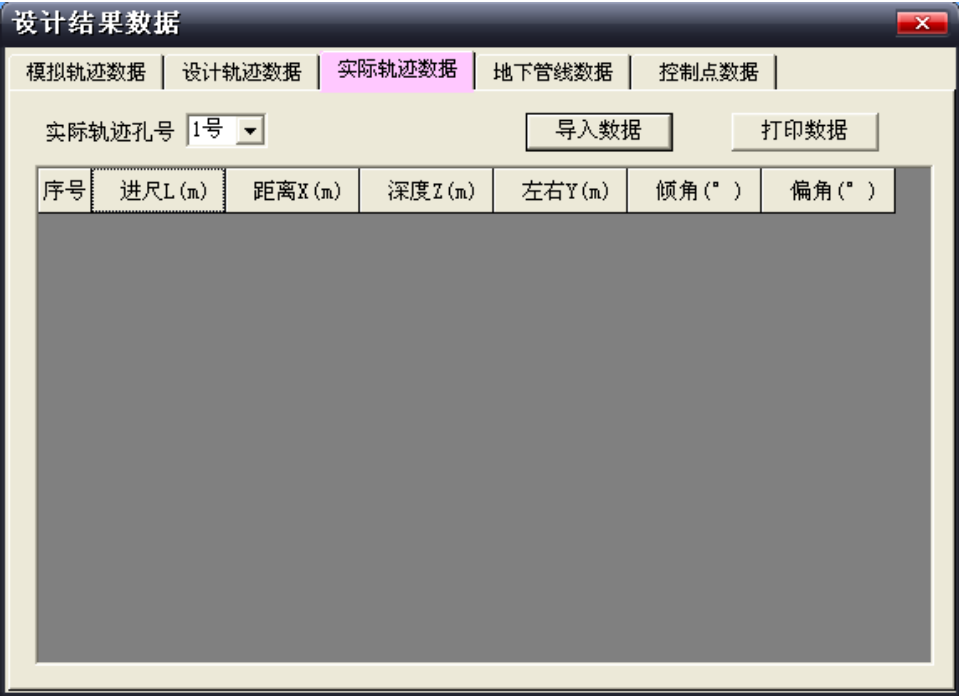 设计结果数据
模拟轨迹数据 设计轨迹数据 实际轨迹数据 地下管线数据 控制点数据
实际轨迹孔号 1号 导入数据 打印数据
序号 进尺L(m) 距离X(m) 深度Z(m) 左右Y(m) 倾角(°) 偏角(°)